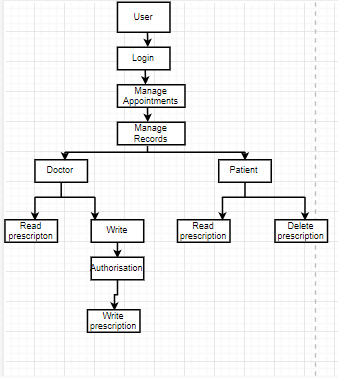 User
Login
Manage
Appointments
Manage
Records
Doctor
Patient
Read
prescripton
Write
Read
prescription
Delete
prescription
Authorisation
Write
prescription